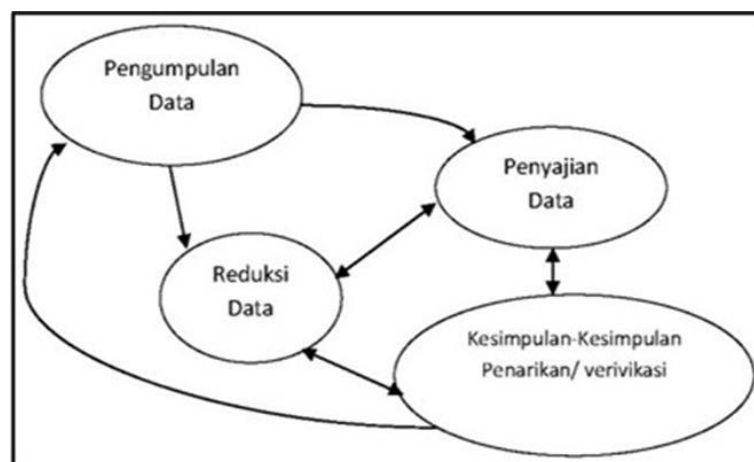 Pengumpulan
Data
Penyajian
Data
Reduksi
Data
Kesimpulan-Kesimpulan
Penarikan/ verivikasi